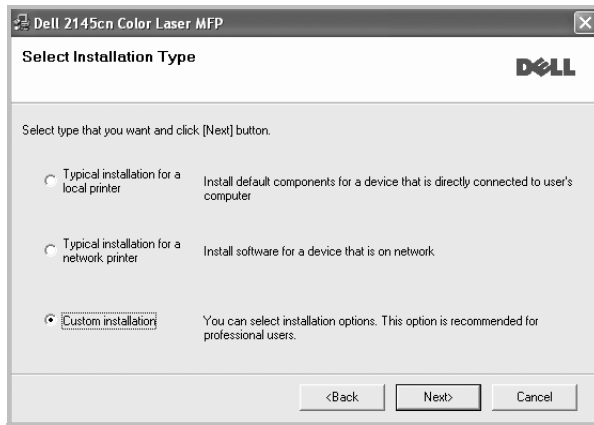 Dell 2145cn Color Laser MFP
Select Installation Type
DELL
Select type that you want and click [Next] button.
Typical installation for a
local printer
Install default components for a device that is directly connected to user's
computer
Typical installation for a
network printer
Install software for a device that is on network
Custom installation
You can select installation options. This option is recommended for
professional users.
<Back
Next>
Cancel